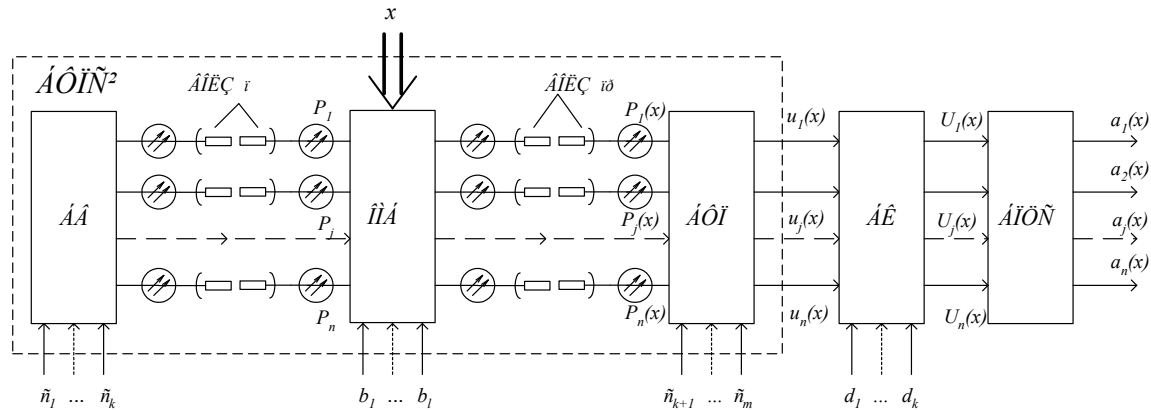 x
ÁÔÏÑ²
ÂÎËÇ ï
ÂÎËÇ ïð
P₁
P₁(x)
u₁(x)
U₁(x)
a₁(x)
a₂(x)
ÁÂ
ÎÌÁ
ÁÔÏ
ÁÊ
ÁÏÖÑ
Pⱼ
Pⱼ(x)
uⱼ(x)
Uⱼ(x)
aⱼ(x)
aₙ(x)
Pₙ
Pₙ(x)
uₙ(x)
Uₙ(x)
ñ₁ ... ñₖ
b₁ ... bₗ
ñₖ₊₁ ... ñₘ
d₁ ... dₖ